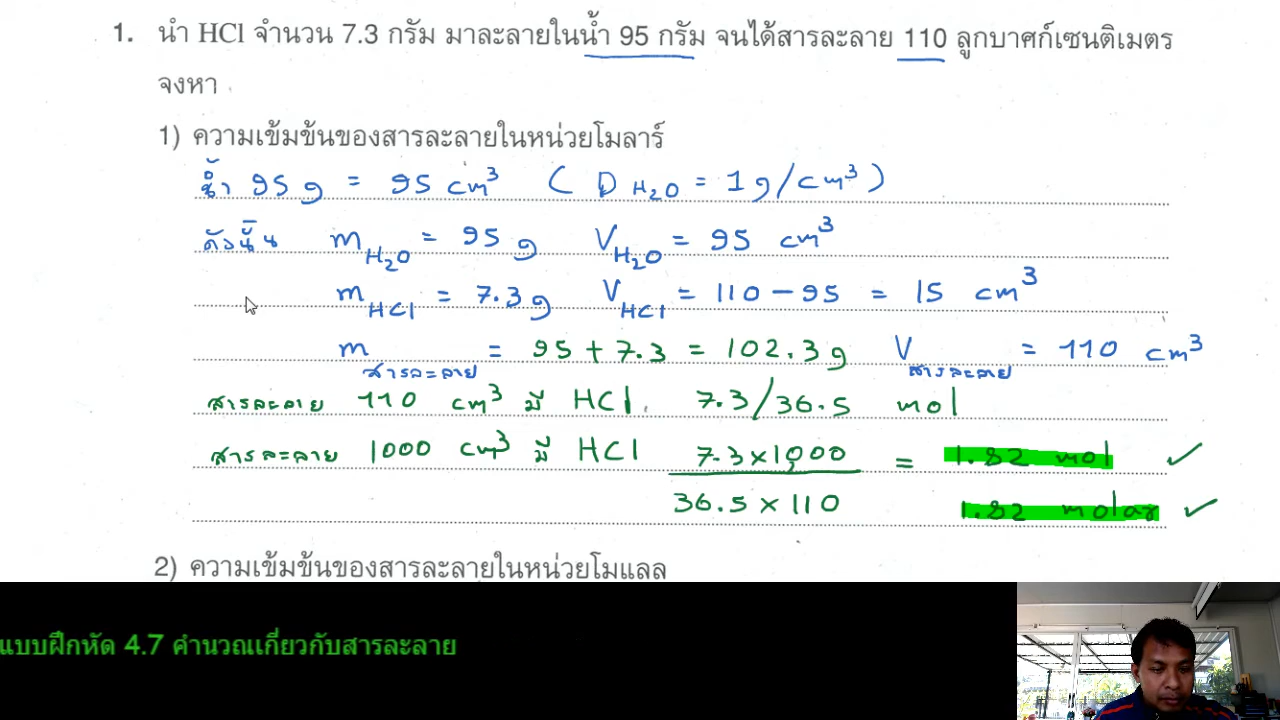 1. นำ HCl จำนวน 7.3 กรัม มาละลายในน้ำ 95 กรัม จนได้สารละลาย 110 ลูกบาศก์เซนติเมตร
จงหา
1) ความเข้มข้นของสารละลายในหน่วยโมลาร์
น้ำ 95 g = 95 cm³ ( D H₂O = 1 g/cm³ )
ดังนั้น m H₂O = 95 g V H₂O = 95 cm³
m HCl = 7.3 g V HCl = 110 – 95 = 15 cm³
m สารละลาย = 95 + 7.3 = 102.3 g V สารละลาย = 110 cm³
สารละลาย 110 cm³ มี HCl 7.3/36.5 mol
สารละลาย 1000 cm³ มี HCl 7.3 x 1000 = 1.82 mol ✓
36.5 x 110 1.82 molar ✓
2) ความเข้มข้นของสารละลายในหน่วยโมแลล
แบบฝึกหัด 4.7 คำนวณเกี่ยวกับสารละลาย